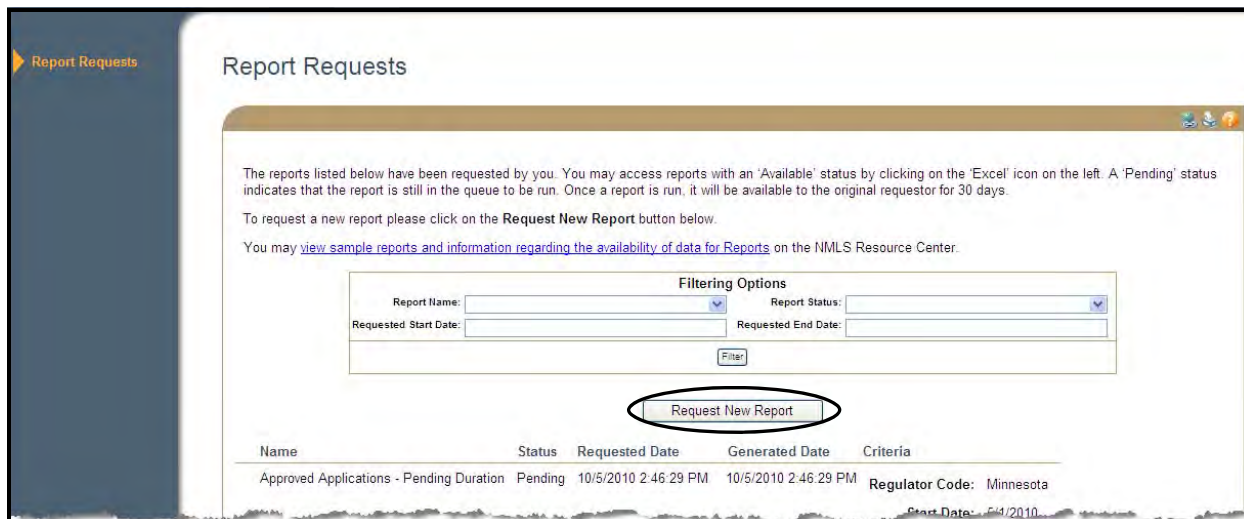 Report Requests
Report Requests
The reports listed below have been requested by you. You may access reports with an 'Available' status by clicking on the 'Excel' icon on the left. A 'Pending' status
indicates that the report is still in the queue to be run. Once a report is run, it will be available to the original requestor for 30 days.
To request a new report please click on the Request New Report button below.
You may view sample reports and information regarding the availability of data for Reports on the NMLS Resource Center.
Filtering Options
Report Name: Report Status:
Requested Start Date: Requested End Date:
Filter
Request New Report
Name Status Requested Date Generated Date Criteria
Approved Applications - Pending Duration Pending 10/5/2010 2:46:29 PM 10/5/2010 2:46:29 PM Regulator Code: Minnesota
Start Date: /1/2010